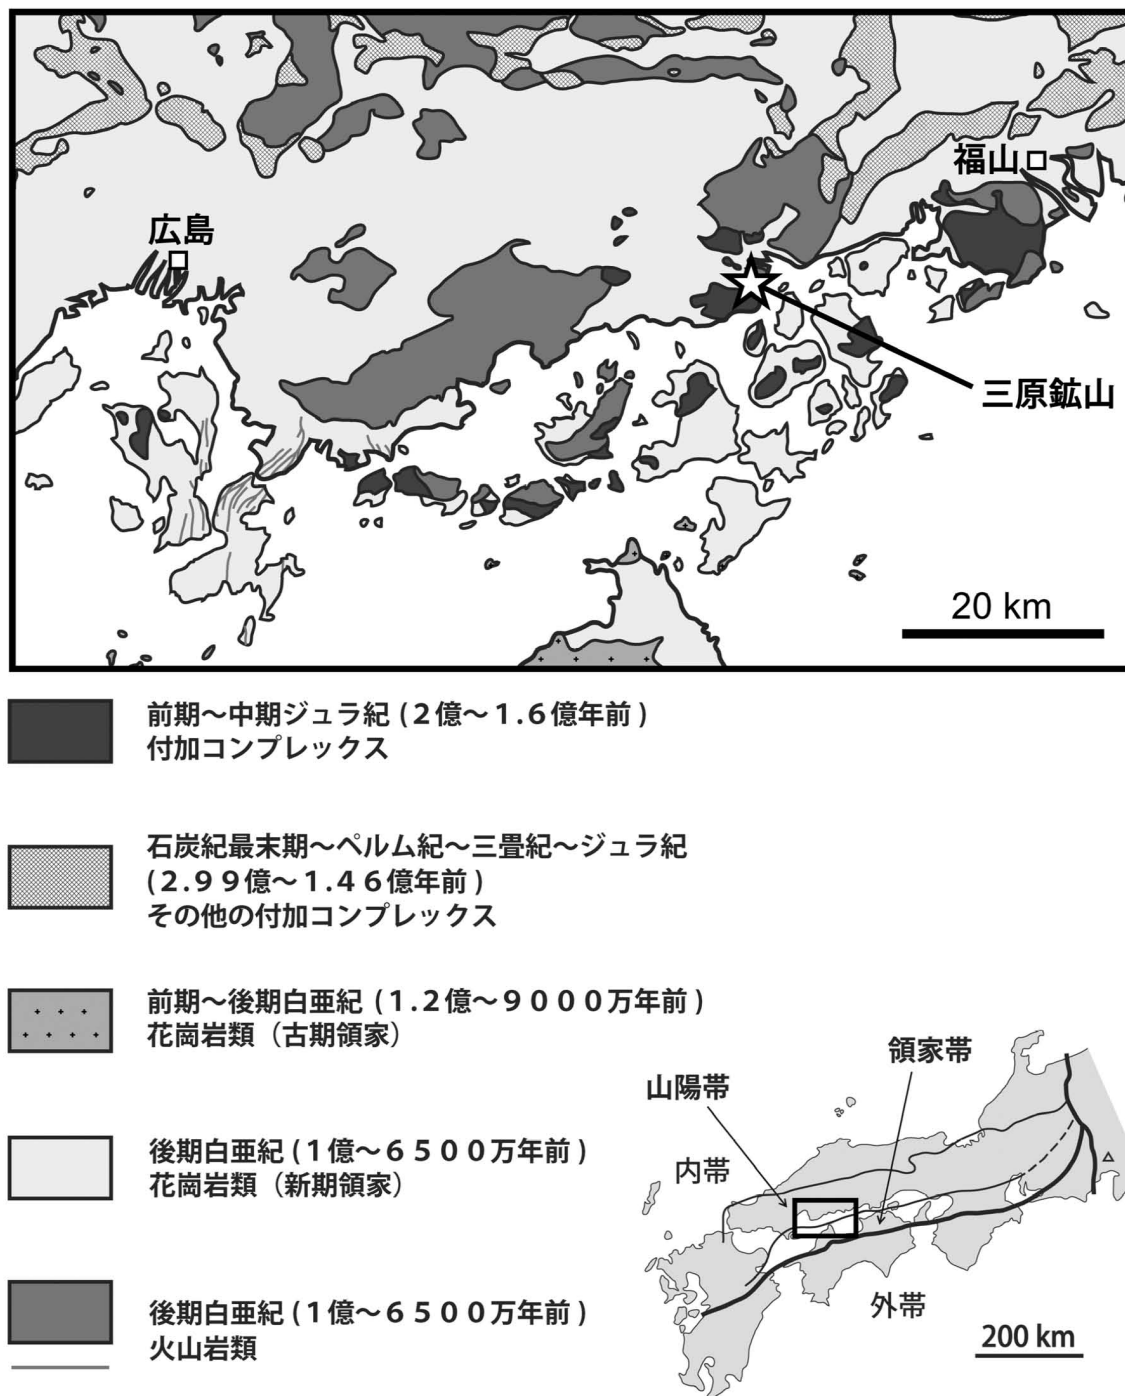 福山
広島
三原鉱山
20 km
前期～中期ジュラ紀 (2億～1.6億年前)
付加コンプレックス
石炭紀最末期～ペルム紀～三畳紀～ジュラ紀
(2.99億～1.46億年前)
その他の付加コンプレックス
前期～後期白亜紀 (1.2億～9000万年前)
花崗岩類（古期領家）
後期白亜紀 (1億～6500万年前)
花崗岩類（新期領家）
後期白亜紀 (1億～6500万年前)
火山岩類
領家帯
山陽帯
内帯
外帯
200 km